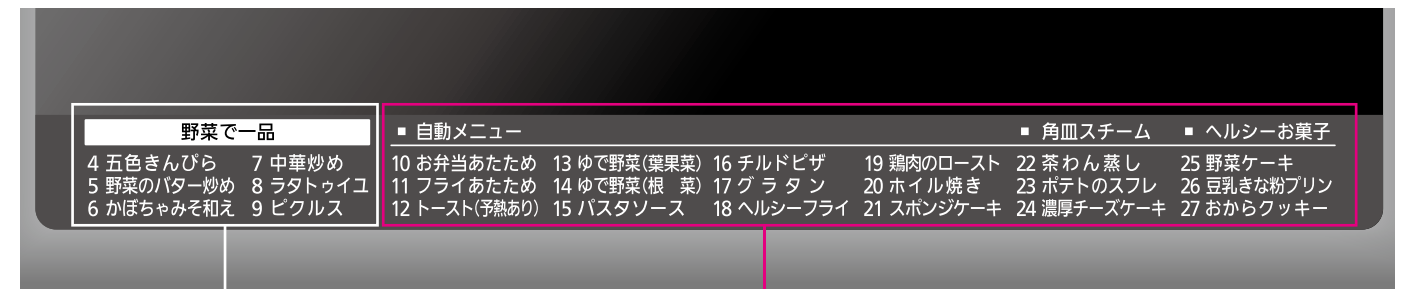 野菜で一品
4 五色きんぴら 7 中華炒め
5 野菜のバター炒め 8 ラタトゥイユ
6 かぼちゃみそ和え 9 ピクルス
■ 自動メニュー ■ 角皿スチーム ■ ヘルシーお菓子
10 お弁当あたため 13 ゆで野菜(葉果菜) 16 チルドピザ 19 鶏肉のロースト 22 茶わん蒸し 25 野菜ケーキ
11 フライあたため 14 ゆで野菜(根 菜) 17 グラタン 20 ホイル焼き 23 ポテトのスフレ 26 豆乳きな粉プリン
12 トースト(予熱あり) 15 パスタソース 18 ヘルシーフライ 21 スポンジケーキ 24 濃厚チーズケーキ 27 おからクッキー